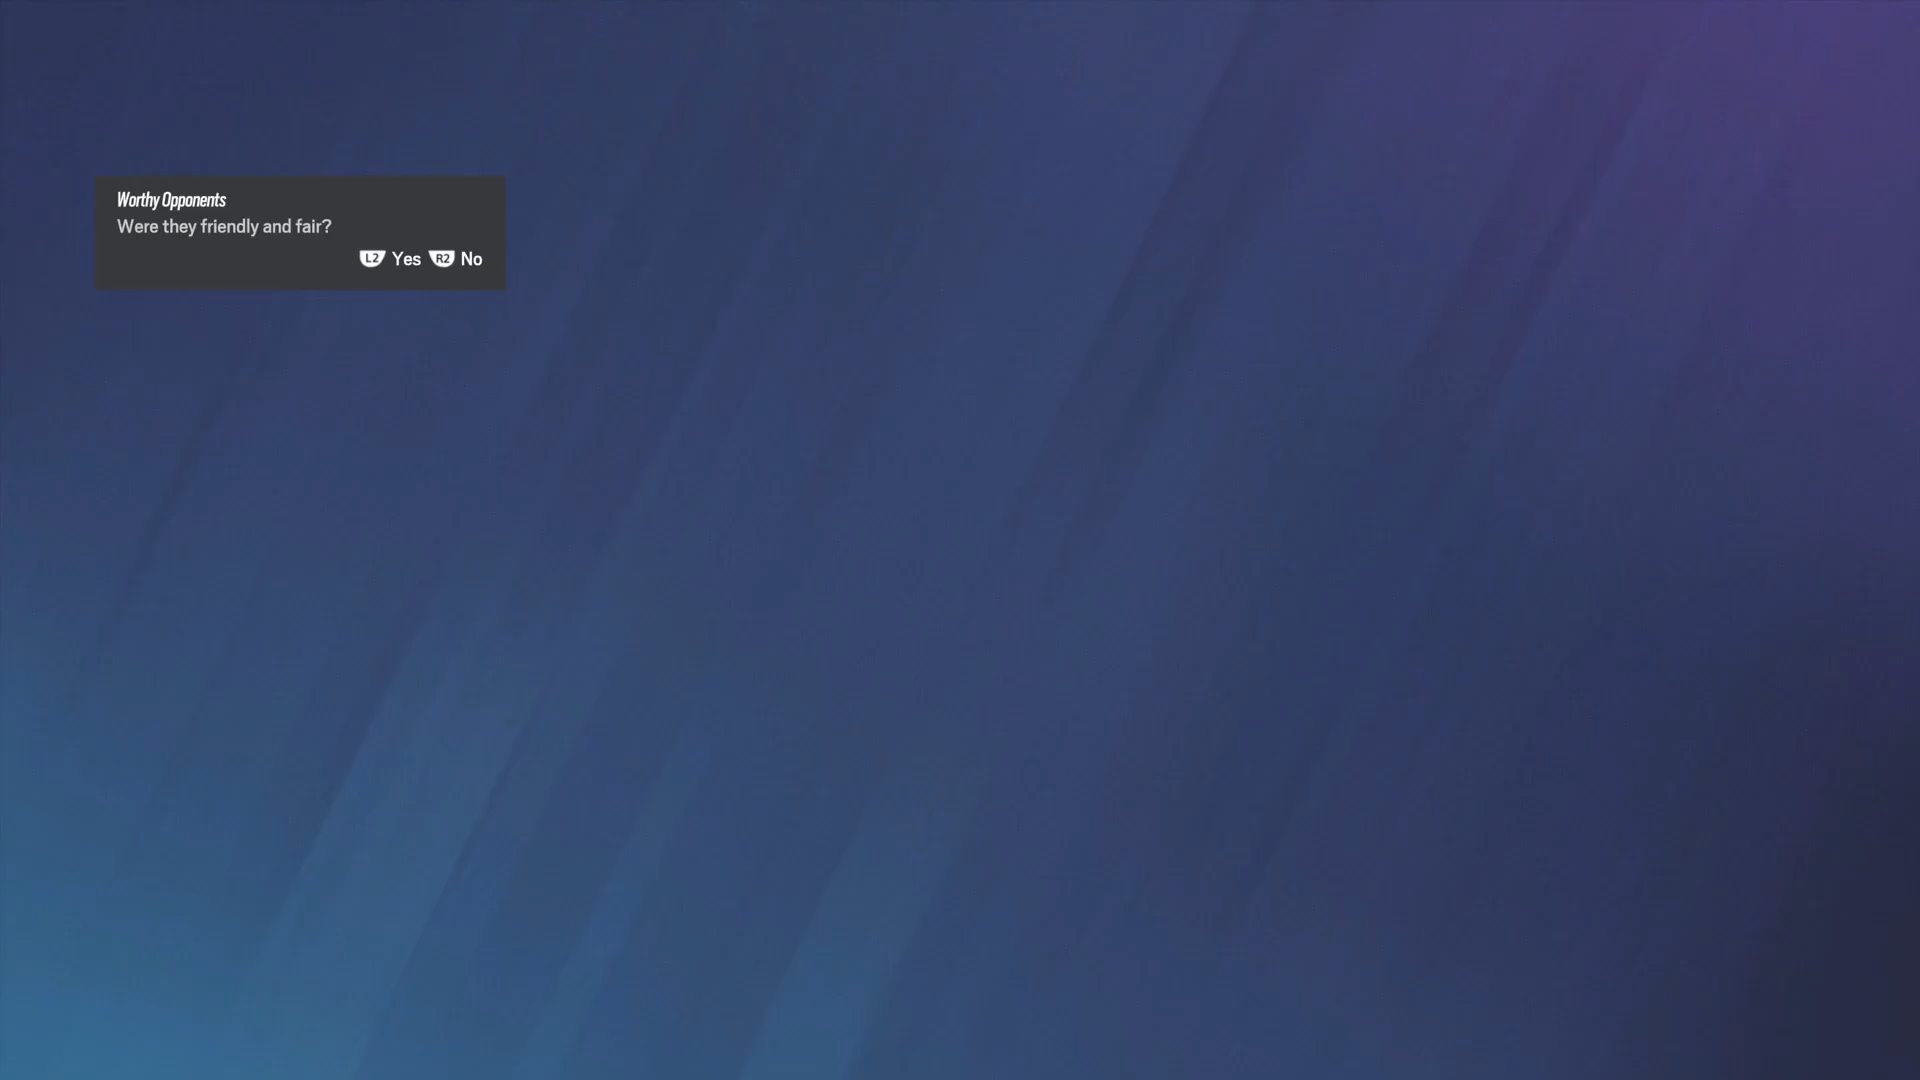 Worthy Opponents
Were they friendly and fair?
L2 Yes R2 No